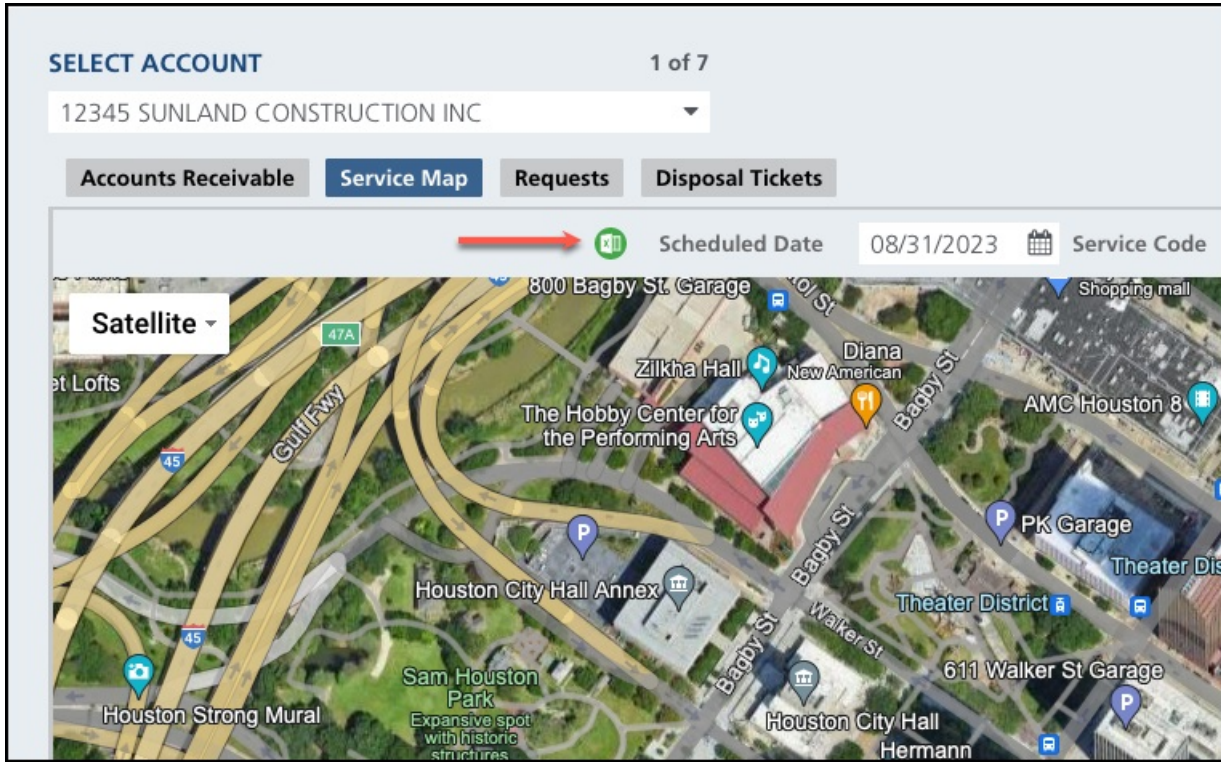 SELECT ACCOUNT
1 of 7
12345 SUNLAND CONSTRUCTION INC
Accounts Receivable
Service Map
Requests
Disposal Tickets
Scheduled Date
08/31/2023
Service Code
Satellite
800 Bagby St. Garage
Shopping mall
47A
et Lofts
Gulf Fwy
45
Zilkha Hall
Diana
New American
Bagby St
AMC Houston 8
The Hobby Center for
the Performing Arts
P
P
PK Garage
Bagby St
Theater Dis
Houston City Hall Annex
Theater District
Walker St
45
Bagby St
611 Walker St Garage
P
Sam Houston
Park
Expansive spot
with historic
structures
Houston Strong Mural
Houston City Hall
Hermann